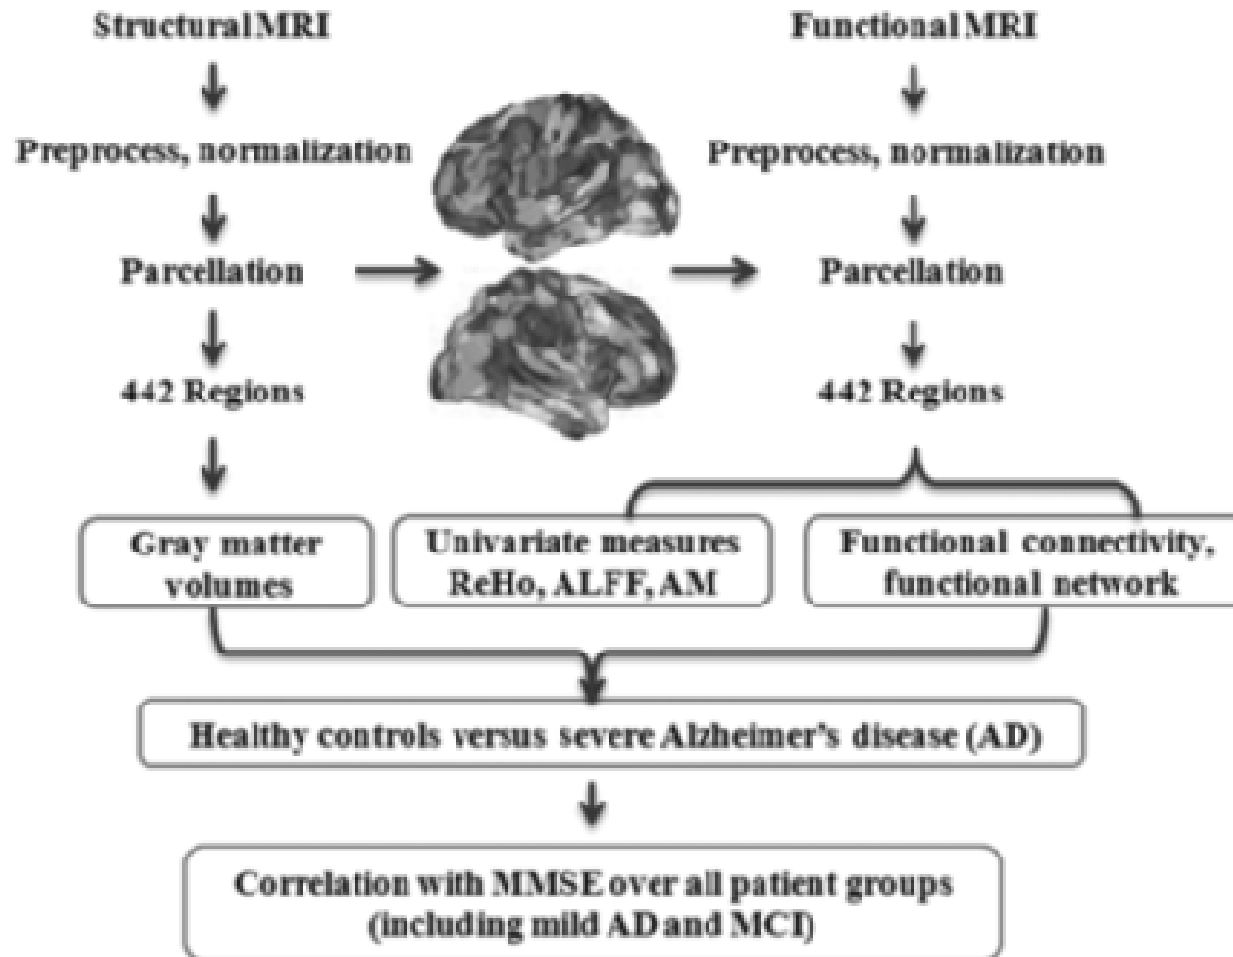 Structural MRI
Functional MRI
Preprocess, normalization
Preprocess, normalization
Parcellation
Parcellation
442 Regions
442 Regions
Gray matter
volumes
Univariate measures
ReHo, ALFF, AM
Functional connectivity,
functional network
Healthy controls versus severe Alzheimer's disease (AD)
Correlation with MMSE over all patient groups
(including mild AD and MCI)